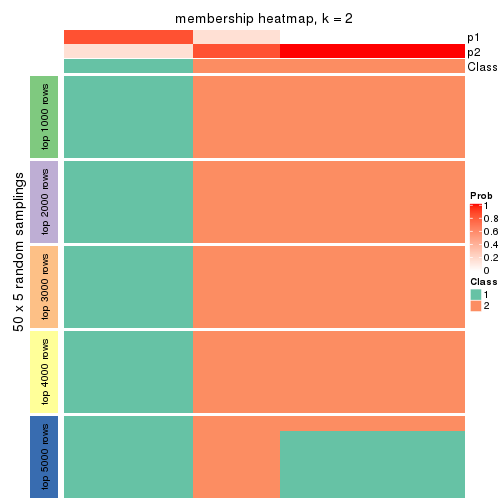 membership heatmap, k = 2
p1
p2
Class
50 x 5 random samplings
top 1000 rows
top 2000 rows
top 3000 rows
top 4000 rows
top 5000 rows
Prob
1
0.8
0.6
0.4
0.2
0
Class
1
2